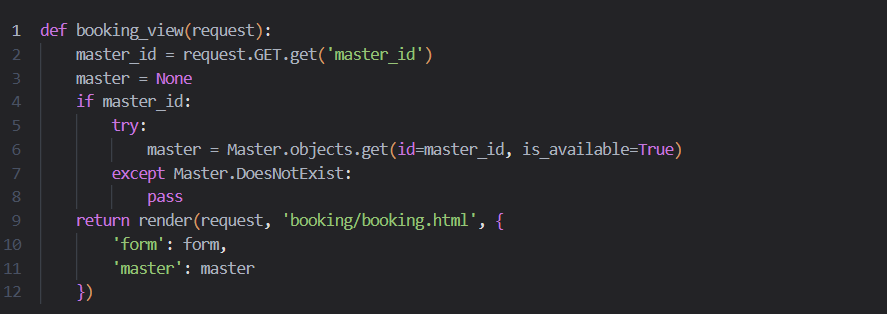 1 def booking_view(request):
2     master_id = request.GET.get('master_id')
3     master = None
4     if master_id:
5         try:
6             master = Master.objects.get(id=master_id, is_available=True)
7         except Master.DoesNotExist:
8             pass
9     return render(request, 'booking/booking.html', {
10         'form': form,
11         'master': master
12     })